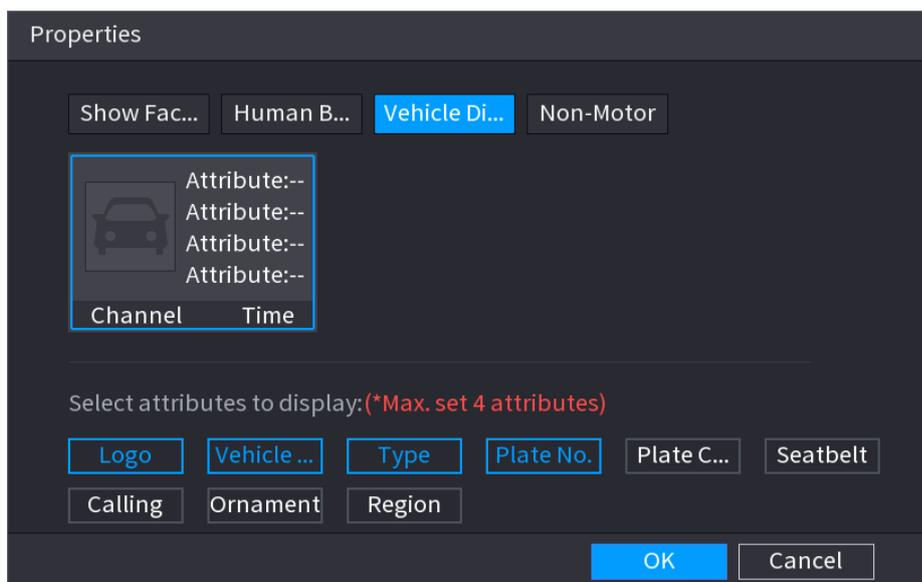 Properties
Show Fac... Human B... Vehicle Di... Non-Motor
Attribute:--
Attribute:--
Attribute:--
Attribute:--
Channel Time
Select attributes to display:(*Max. set 4 attributes)
Logo Vehicle ... Type Plate No. Plate C... Seatbelt
Calling Ornament Region
OK Cancel